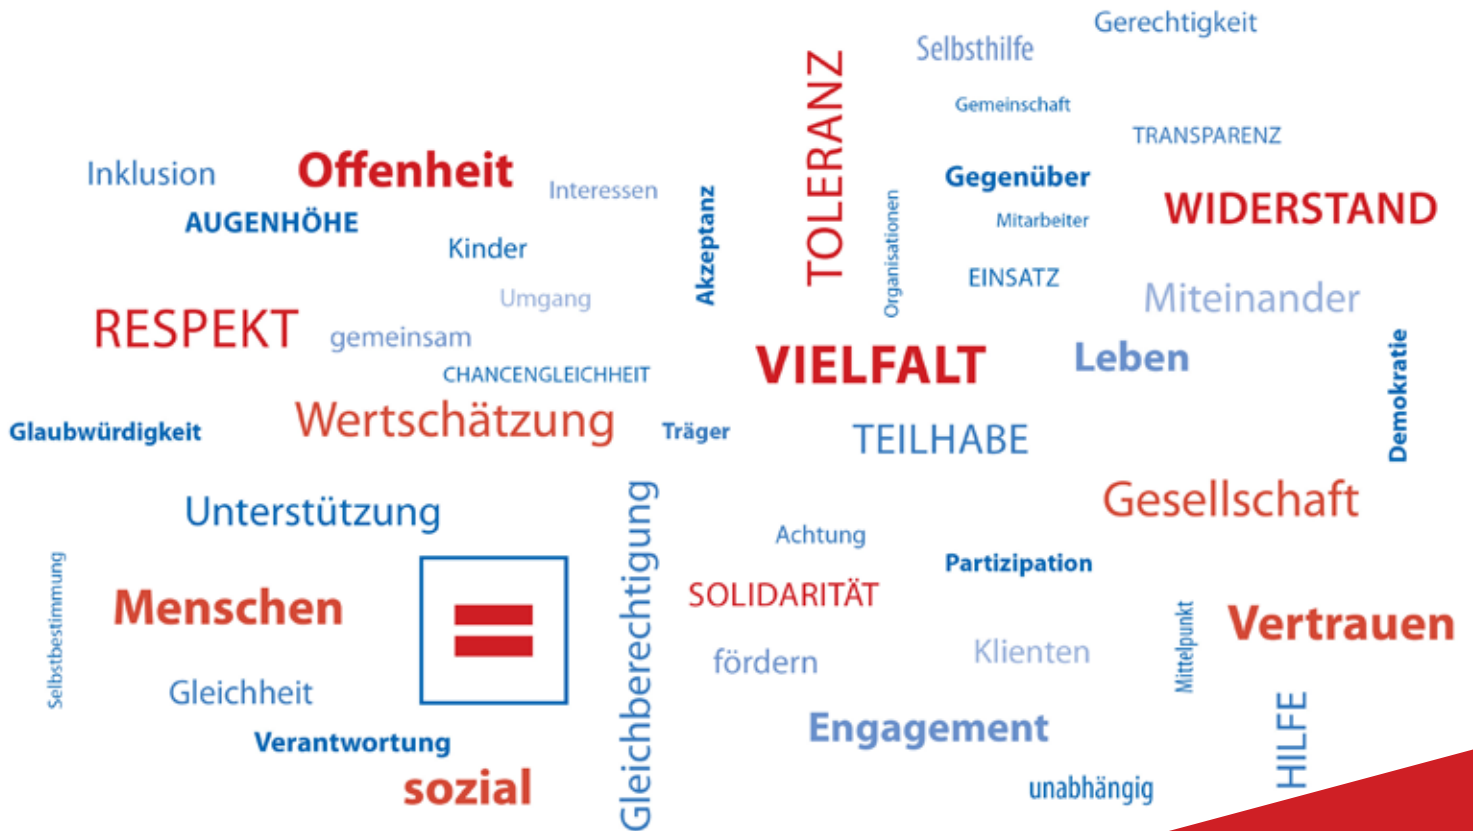 Gerechtigkeit
Selbsthilfe
TOLERANZ
Gemeinschaft
TRANSPARENZ
Inklusion
Offenheit
Interessen
Gegenüber
Akzeptanz
Organisationen
WIDERSTAND
AUGENHÖHE
Mitarbeiter
Kinder
EINSATZ
Umgang
Miteinander
RESPEKT
gemeinsam
CHANCENGLEICHHEIT
VIELFALT
Leben
Demokratie
Glaubwürdigkeit
Wertschätzung
Träger
TEILHABE
Unterstützung
Gleichberechtigung
Gesellschaft
Achtung
Partizipation
Selbstbestimmung
Menschen
=
SOLIDARITÄT
Mittelpunkt
Vertrauen
Klienten
fördern
Gleichheit
Engagement
HILFE
Verantwortung
sozial
unabhängig